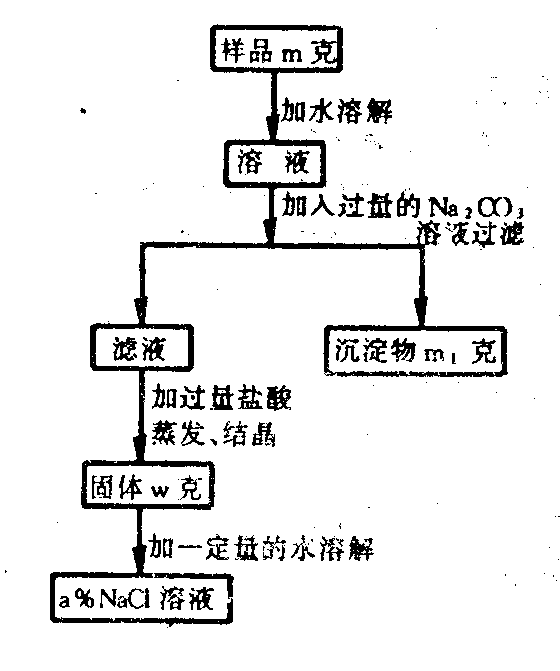 样品m克
加水溶解
溶液
加入过量的Na₂CO₃
溶液过滤
滤液
沉淀物m₁克
加过量盐酸
蒸发、结晶
固体w克
加一定量的水溶解
a%NaCl溶液